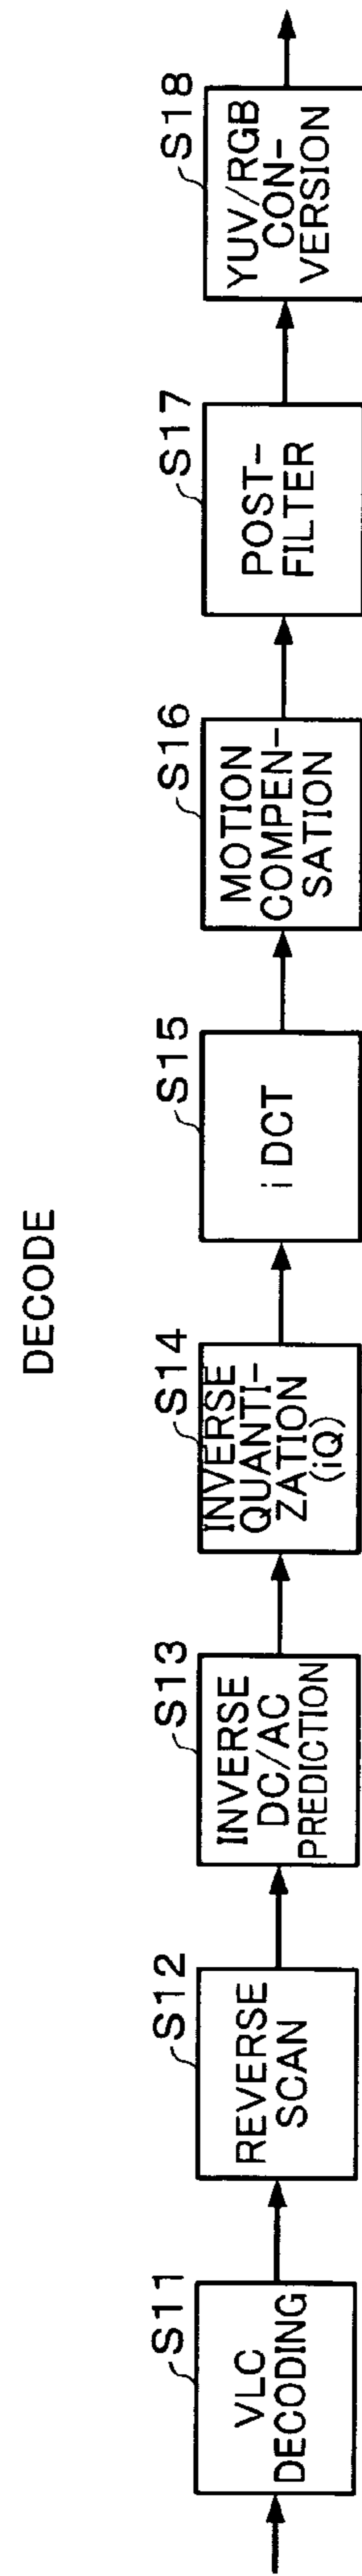 DECODE
S11
VLC
DECODING
S12
REVERSE
SCAN
S13
INVERSE
DC/AC
PREDICTION
S14
INVERSE
QUANTI-
ZATION
(iQ)
S15
i DCT
S16
MOTION
COMPEN-
SATION
S17
POST-
FILTER
S18
YUV/RGB
CON-
VERSION